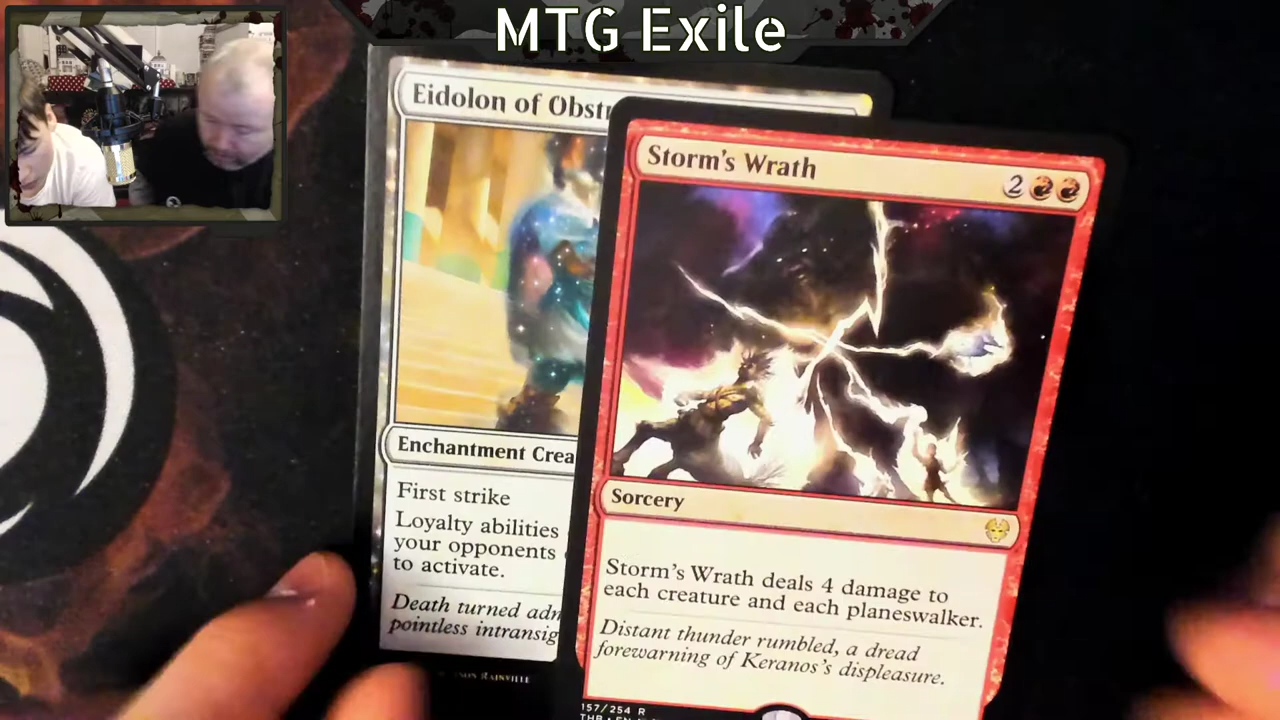 MTG Exile
Eidolon of Obstr
Enchantment Crea
First strike
Loyalty abilities
your opponents
to activate.
Death turned adm
pointless intransig
Storm's Wrath
2
Sorcery
Storm's Wrath deals 4 damage to
each creature and each planeswalker.
Distant thunder rumbled, a dread
forewarning of Keranos's displeasure.
157/254 R
RAINVILLE